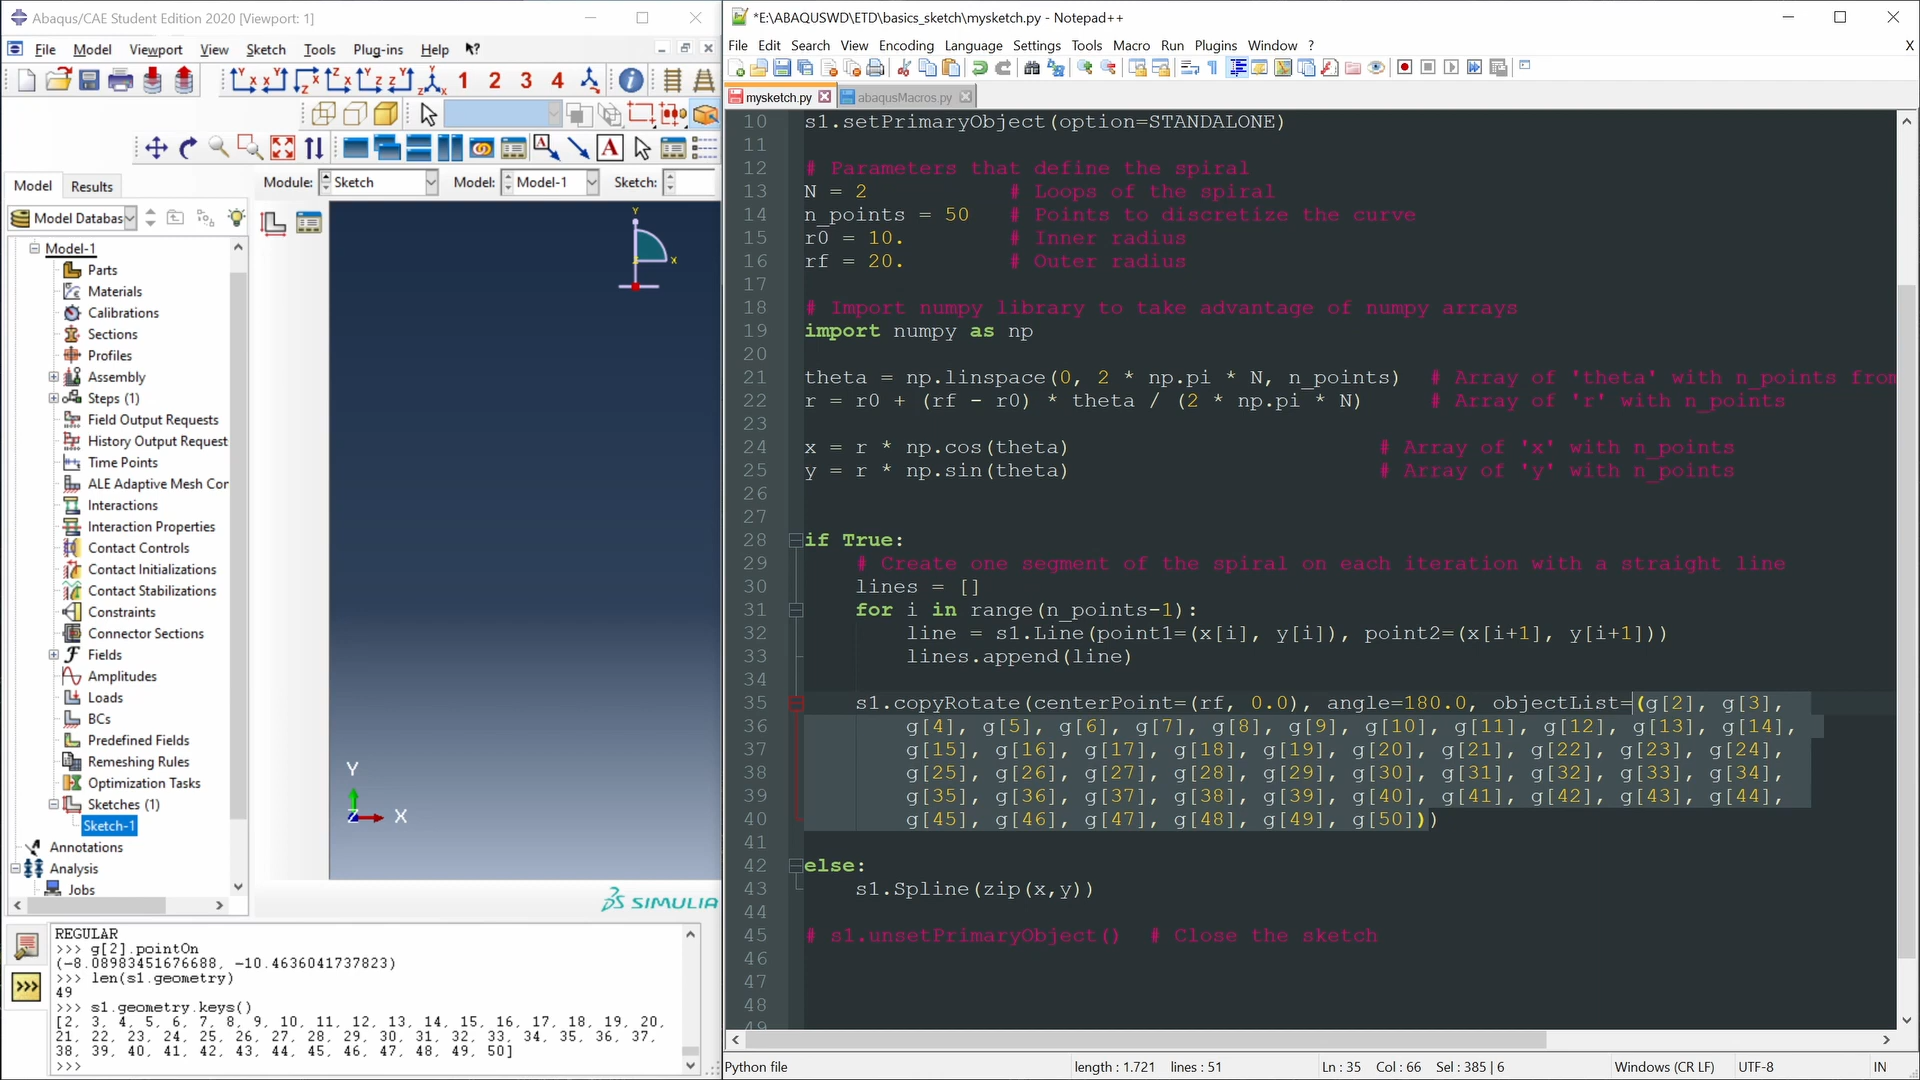 Abaqus/CAE Student Edition 2020 [Viewport: 1]
File Model Viewport View Sketch Tools Plug-ins Help
1 2 3 4
Model Results
Module: Sketch Model: Model-1 Sketch:
Model Databas
Model-1
Parts
Materials
Calibrations
Sections
Profiles
Assembly
Steps (1)
Field Output Requests
History Output Request
Time Points
ALE Adaptive Mesh Cor
Interactions
Interaction Properties
Contact Controls
Contact Initializations
Contact Stabilizations
Constraints
Connector Sections
Fields
Amplitudes
Loads
BCs
Predefined Fields
Remeshing Rules
Optimization Tasks
Sketches (1)
Sketch-1
Annotations
Analysis
Jobs
Y
X
Y
Z
X
SIMULIA
REGULAR
>>> g[2].pointOn
(-8.08983451676688, -10.4636041737823)
>>> len(s1.geometry)
49
>>> s1.geometry.keys()
[2, 3, 4, 5, 6, 7, 8, 9, 10, 11, 12, 13, 14, 15, 16, 17, 18, 19, 20,
21, 22, 23, 24, 25, 26, 27, 28, 29, 30, 31, 32, 33, 34, 35, 36, 37,
38, 39, 40, 41, 42, 43, 44, 45, 46, 47, 48, 49, 50]
>>>
*E:\ABAQUSWD\ETD\basics_sketch\mysketch.py - Notepad++
File Edit Search View Encoding Language Settings Tools Macro Run Plugins Window ? X
mysketch.py abaqusMacros.py
10 s1.setPrimaryObject(option=STANDALONE)
11
12 # Parameters that define the spiral
13 N = 2 # Loops of the spiral
14 n_points = 50 # Points to discretize the curve
15 r0 = 10. # Inner radius
16 rf = 20. # Outer radius
17
18 # Import numpy library to take advantage of numpy arrays
19 import numpy as np
20
21 theta = np.linspace(0, 2 * np.pi * N, n_points) # Array of 'theta' with n_points from
22 r = r0 + (rf - r0) * theta / (2 * np.pi * N) # Array of 'r' with n_points
23
24 x = r * np.cos(theta) # Array of 'x' with n_points
25 y = r * np.sin(theta) # Array of 'y' with n_points
26
27
28 if True:
29 # Create one segment of the spiral on each iteration with a straight line
30 lines = []
31 for i in range(n_points-1):
32 line = s1.Line(point1=(x[i], y[i]), point2=(x[i+1], y[i+1]))
33 lines.append(line)
34
35 s1.copyRotate(centerPoint=(rf, 0.0), angle=180.0, objectList=(g[2], g[3],
36 g[4], g[5], g[6], g[7], g[8], g[9], g[10], g[11], g[12], g[13], g[14],
37 g[15], g[16], g[17], g[18], g[19], g[20], g[21], g[22], g[23], g[24],
38 g[25], g[26], g[27], g[28], g[29], g[30], g[31], g[32], g[33], g[34],
39 g[35], g[36], g[37], g[38], g[39], g[40], g[41], g[42], g[43], g[44],
40 g[45], g[46], g[47], g[48], g[49], g[50]))
41
42 else:
43 s1.Spline(zip(x,y))
44
45 # s1.unsetPrimaryObject() # Close the sketch
46
47
48
49
Python file length : 1.721 lines : 51 Ln : 35 Col : 66 Sel : 385 | 6 Windows (CR LF) UTF-8 IN